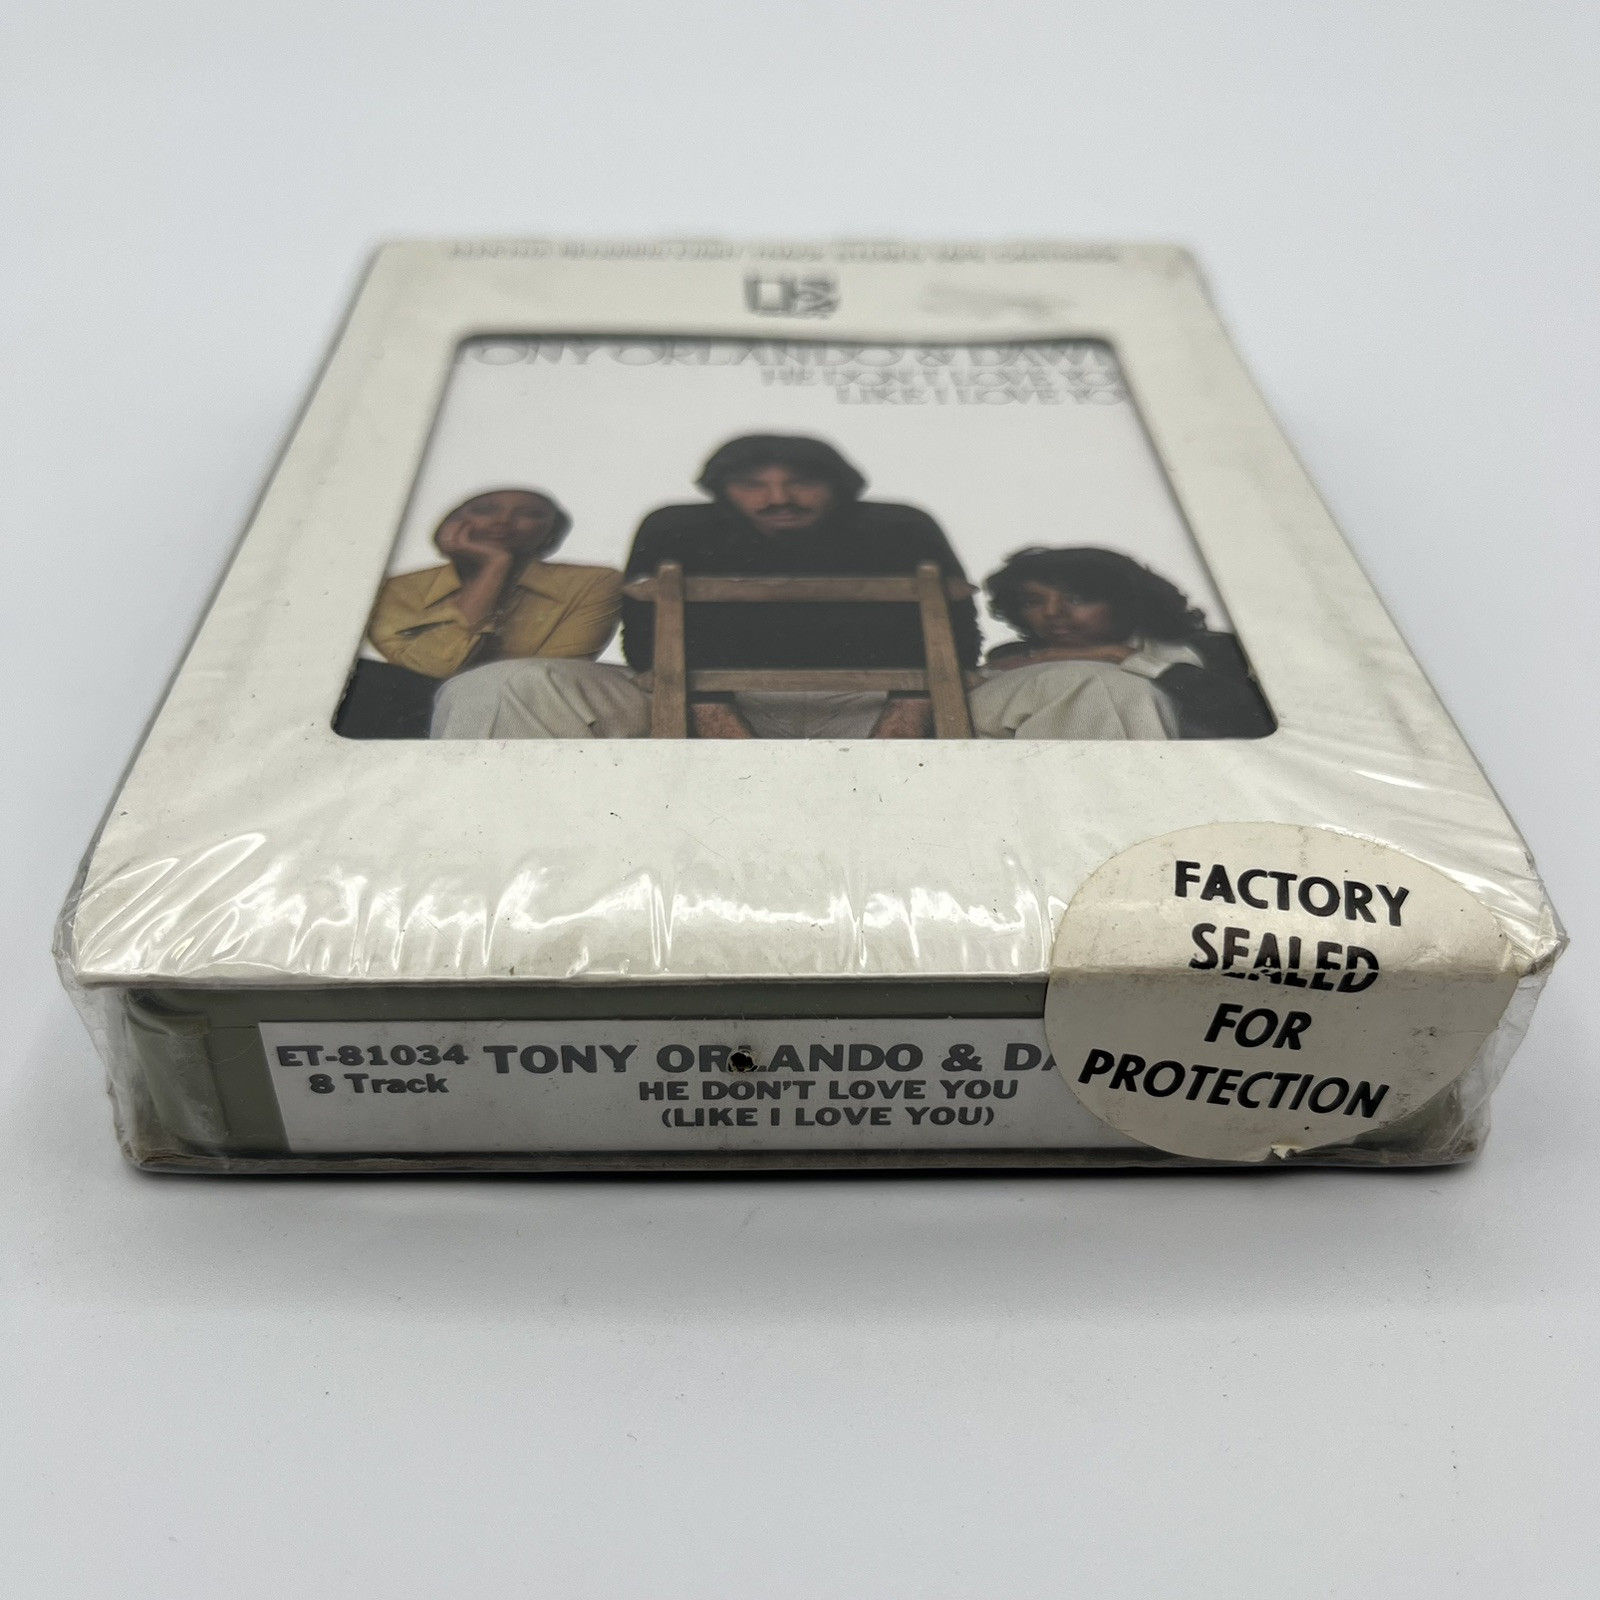 TONY ORLANDO & DAW
HE DON'T LOVE YO
LIKE I LOVE YO
FACTORY
SEALED
FOR
PROTECTION
ET-81034 TONY ORLANDO & DA
8 Track HE DON'T LOVE YOU
(LIKE I LOVE YOU)